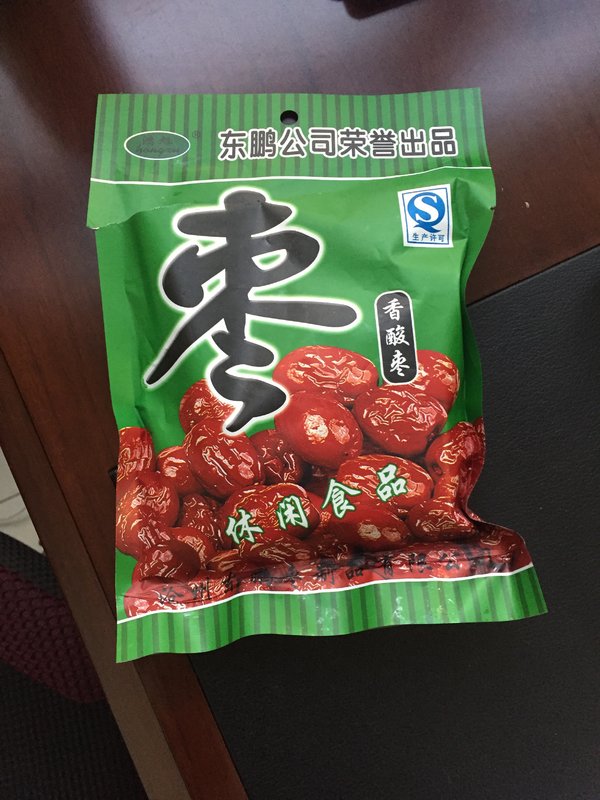 东鹏公司荣誉出品
生产许可
枣
香酸枣
休闲食品